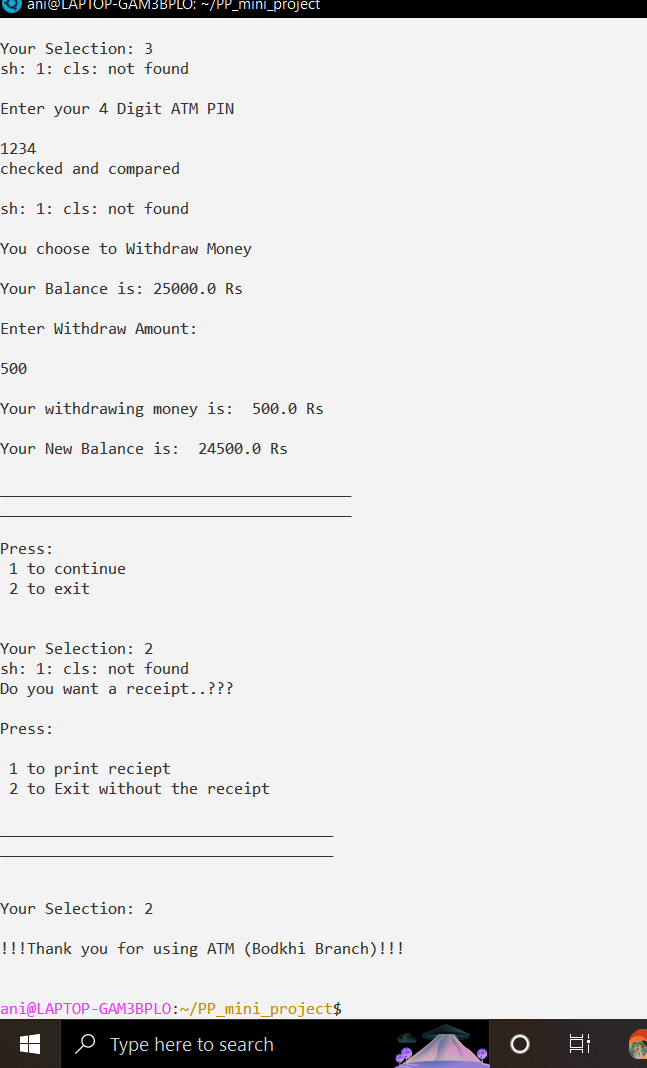 ani@LAPTOP-GAM3BPLO: ~/PP_mini_project
Your Selection: 3
sh: 1: cls: not found
Enter your 4 Digit ATM PIN
1234
checked and compared
sh: 1: cls: not found
You choose to Withdraw Money
Your Balance is: 25000.0 Rs
Enter Withdraw Amount:
500
Your withdrawing money is:  500.0 Rs
Your New Balance is:  24500.0 Rs
_______________________________________
_______________________________________
Press:
1 to continue
2 to exit
Your Selection: 2
sh: 1: cls: not found
Do you want a receipt..???
Press:
1 to print reciept
2 to Exit without the receipt
_____________________________________
_____________________________________
Your Selection: 2
!!!Thank you for using ATM (Bodkhi Branch)!!!
ani@LAPTOP-GAM3BPLO:~/PP_mini_project$
Type here to search